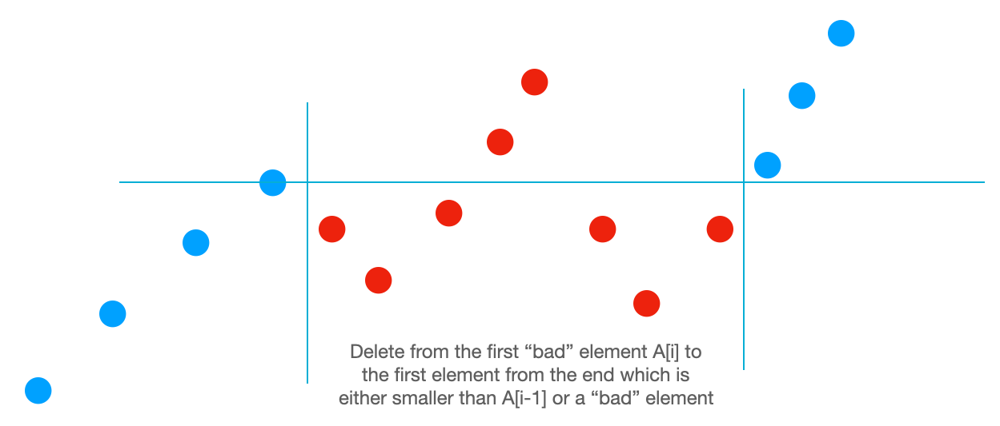 Delete from the first “bad” element A[i] to
the first element from the end which is
either smaller than A[i-1] or a “bad” element